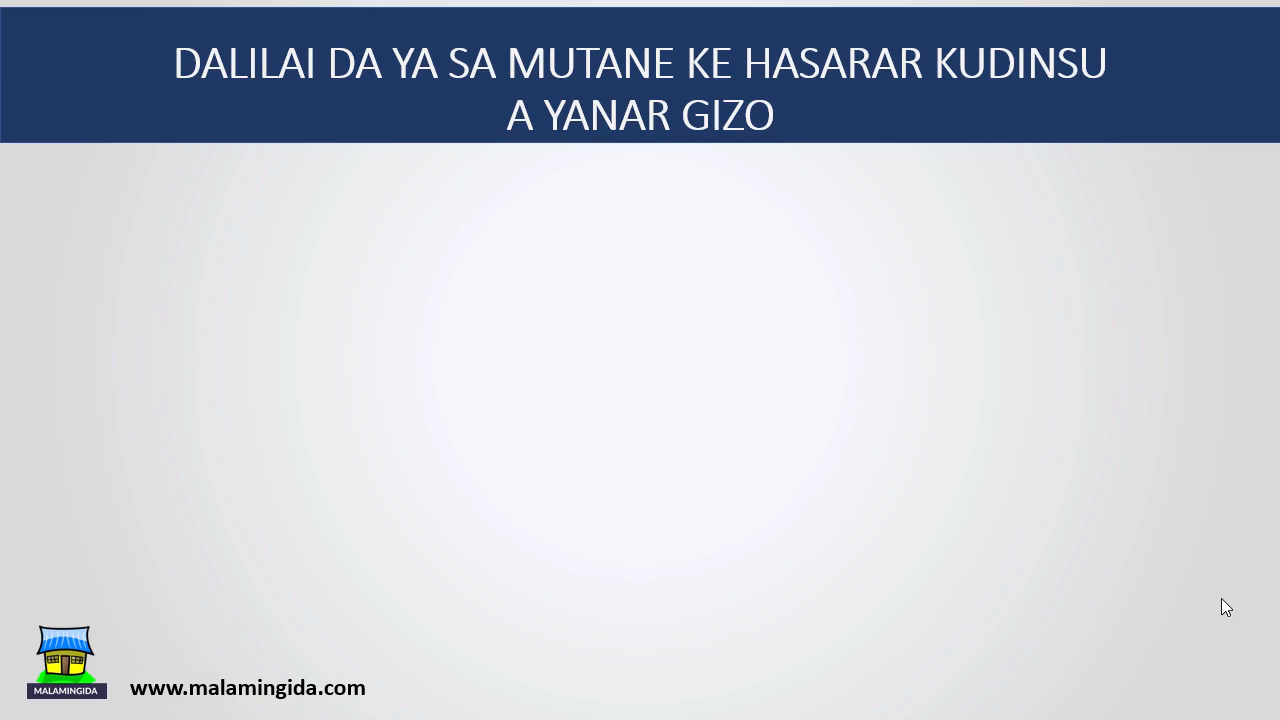 DALILAI DA YA SA MUTANE KE HASARAR KUDINSU
A YANAR GIZO
MALAMINGIDA
www.malamingida.com